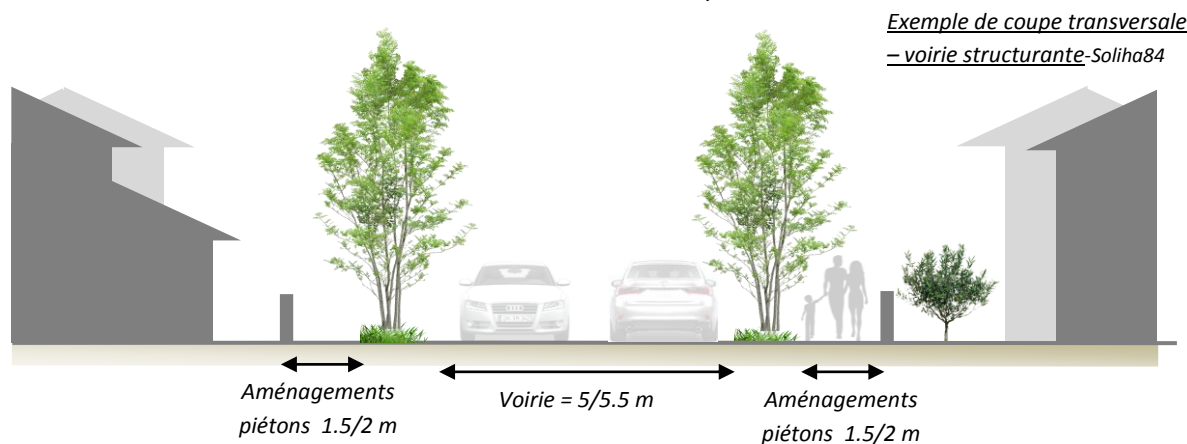 Exemple de coupe transversale
– voirie structurante-Soliha84
Aménagements
piétons 1.5/2 m
Voirie = 5/5.5 m
Aménagements
piétons 1.5/2 m